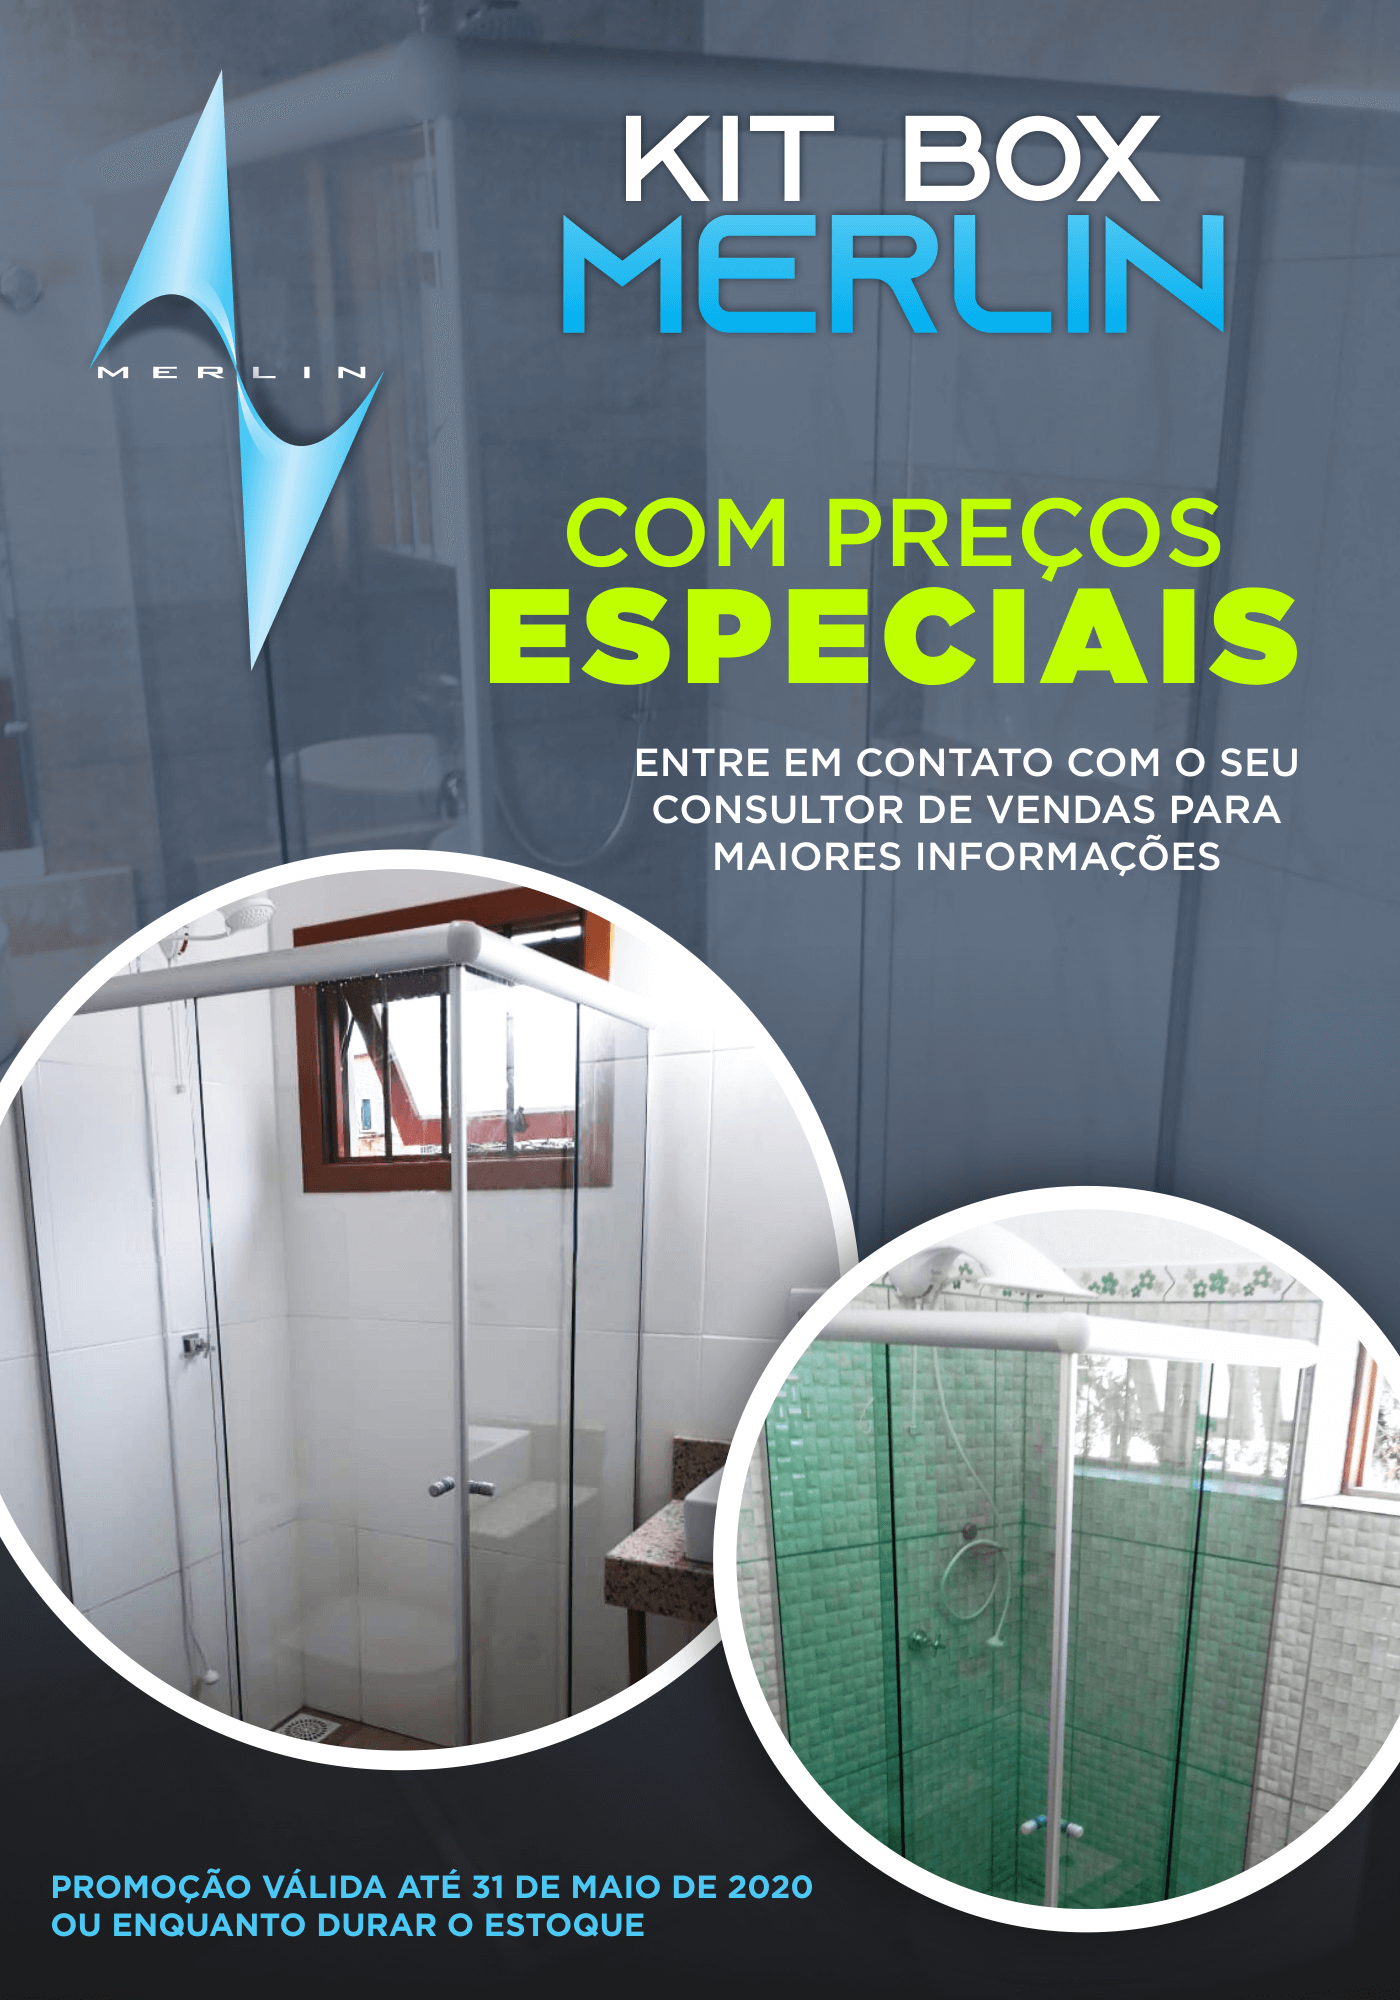 KIT BOX
MERLIN
MERLIN
COM PREÇOS
ESPECIAIS
ENTRE EM CONTATO COM O SEU
CONSULTOR DE VENDAS PARA
MAIORES INFORMAÇÕES
PROMOÇÃO VÁLIDA ATÉ 31 DE MAIO DE 2020
OU ENQUANTO DURAR O ESTOQUE